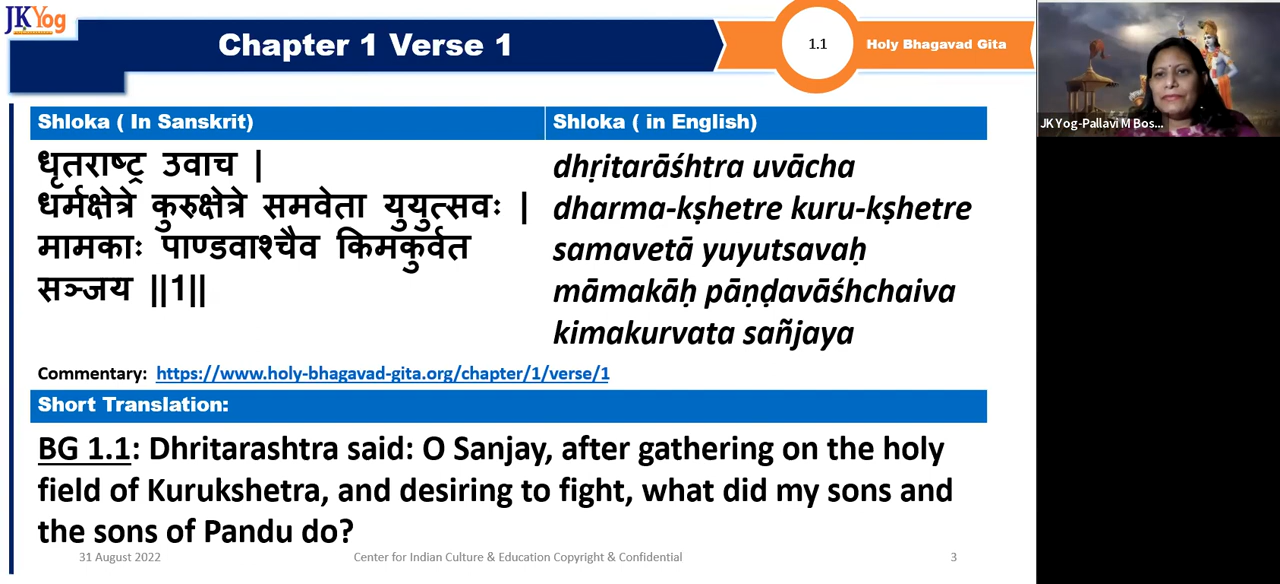 JKYog
Chapter 1 Verse 1
1.1
Holy Bhagavad Gita
JKYog-Pallavi M Bos...
Shloka ( In Sanskrit)
Shloka ( in English)
धृतराष्ट्र उवाच |
धर्मक्षेत्रे कुरुक्षेत्रे समवेता युयुत्सवः |
मामकाः पाण्डवाश्चैव किमकुर्वत
सञ्जय ||1||
dhṛitarāśhtra uvācha
dharma-kṣhetre kuru-kṣhetre
samavetā yuyutsavaḥ
māmakāḥ pāṇḍavāśhchaiva
kimakurvata sañjaya
Commentary: https://www.holy-bhagavad-gita.org/chapter/1/verse/1
Short Translation:
BG 1.1: Dhritarashtra said: O Sanjay, after gathering on the holy
field of Kurukshetra, and desiring to fight, what did my sons and
the sons of Pandu do?
31 August 2022
Center for Indian Culture & Education Copyright & Confidential
3